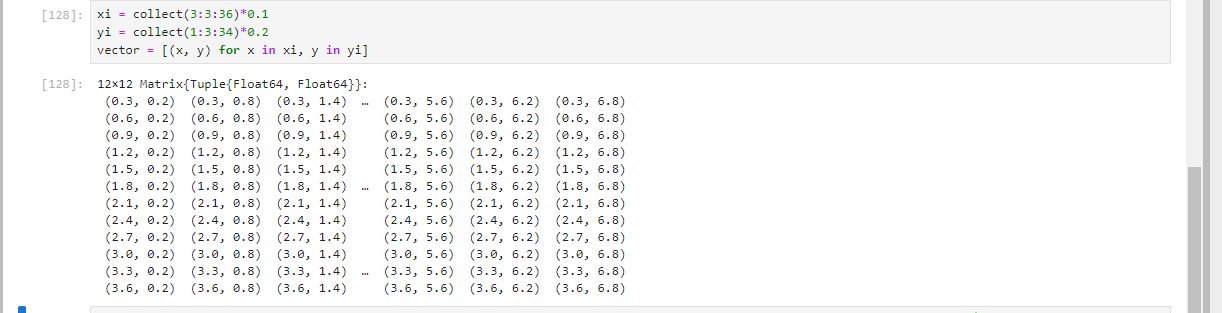 [128]: xi = collect(3:3:36)*0.1
yi = collect(1:3:34)*0.2
vector = [(x, y) for x in xi, y in yi]
[128]: 12×12 Matrix{Tuple{Float64, Float64}}:
(0.3, 0.2)  (0.3, 0.8)  (0.3, 1.4)  …  (0.3, 5.6)  (0.3, 6.2)  (0.3, 6.8)
(0.6, 0.2)  (0.6, 0.8)  (0.6, 1.4)     (0.6, 5.6)  (0.6, 6.2)  (0.6, 6.8)
(0.9, 0.2)  (0.9, 0.8)  (0.9, 1.4)     (0.9, 5.6)  (0.9, 6.2)  (0.9, 6.8)
(1.2, 0.2)  (1.2, 0.8)  (1.2, 1.4)     (1.2, 5.6)  (1.2, 6.2)  (1.2, 6.8)
(1.5, 0.2)  (1.5, 0.8)  (1.5, 1.4)     (1.5, 5.6)  (1.5, 6.2)  (1.5, 6.8)
(1.8, 0.2)  (1.8, 0.8)  (1.8, 1.4)  …  (1.8, 5.6)  (1.8, 6.2)  (1.8, 6.8)
(2.1, 0.2)  (2.1, 0.8)  (2.1, 1.4)     (2.1, 5.6)  (2.1, 6.2)  (2.1, 6.8)
(2.4, 0.2)  (2.4, 0.8)  (2.4, 1.4)     (2.4, 5.6)  (2.4, 6.2)  (2.4, 6.8)
(2.7, 0.2)  (2.7, 0.8)  (2.7, 1.4)     (2.7, 5.6)  (2.7, 6.2)  (2.7, 6.8)
(3.0, 0.2)  (3.0, 0.8)  (3.0, 1.4)     (3.0, 5.6)  (3.0, 6.2)  (3.0, 6.8)
(3.3, 0.2)  (3.3, 0.8)  (3.3, 1.4)  …  (3.3, 5.6)  (3.3, 6.2)  (3.3, 6.8)
(3.6, 0.2)  (3.6, 0.8)  (3.6, 1.4)     (3.6, 5.6)  (3.6, 6.2)  (3.6, 6.8)